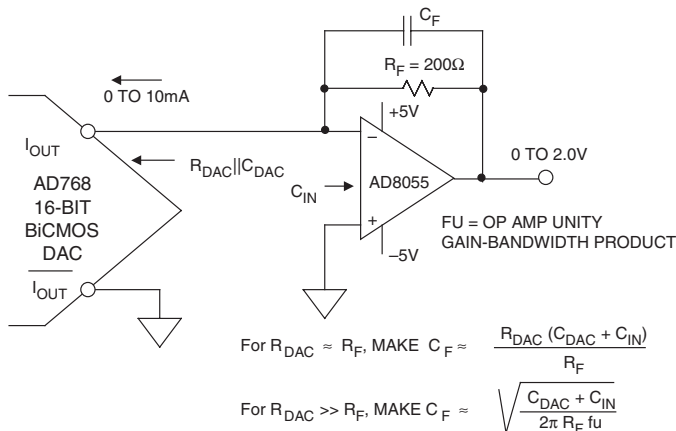 C_F
R_F = 200Ω
0 TO 10mA
+5V
I_OUT
R_DAC||C_DAC
−
AD8055
+
C_IN
0 TO 2.0V
AD768
16-BIT
BiCMOS
DAC
FU = OP AMP UNITY
GAIN-BANDWIDTH PRODUCT
−5V
\overline{I_OUT}
For R_DAC ≈ R_F, MAKE C_F ≈ R_DAC (C_DAC + C_IN) / R_F
For R_DAC >> R_F, MAKE C_F ≈ √((C_DAC + C_IN) / (2π R_F fu))